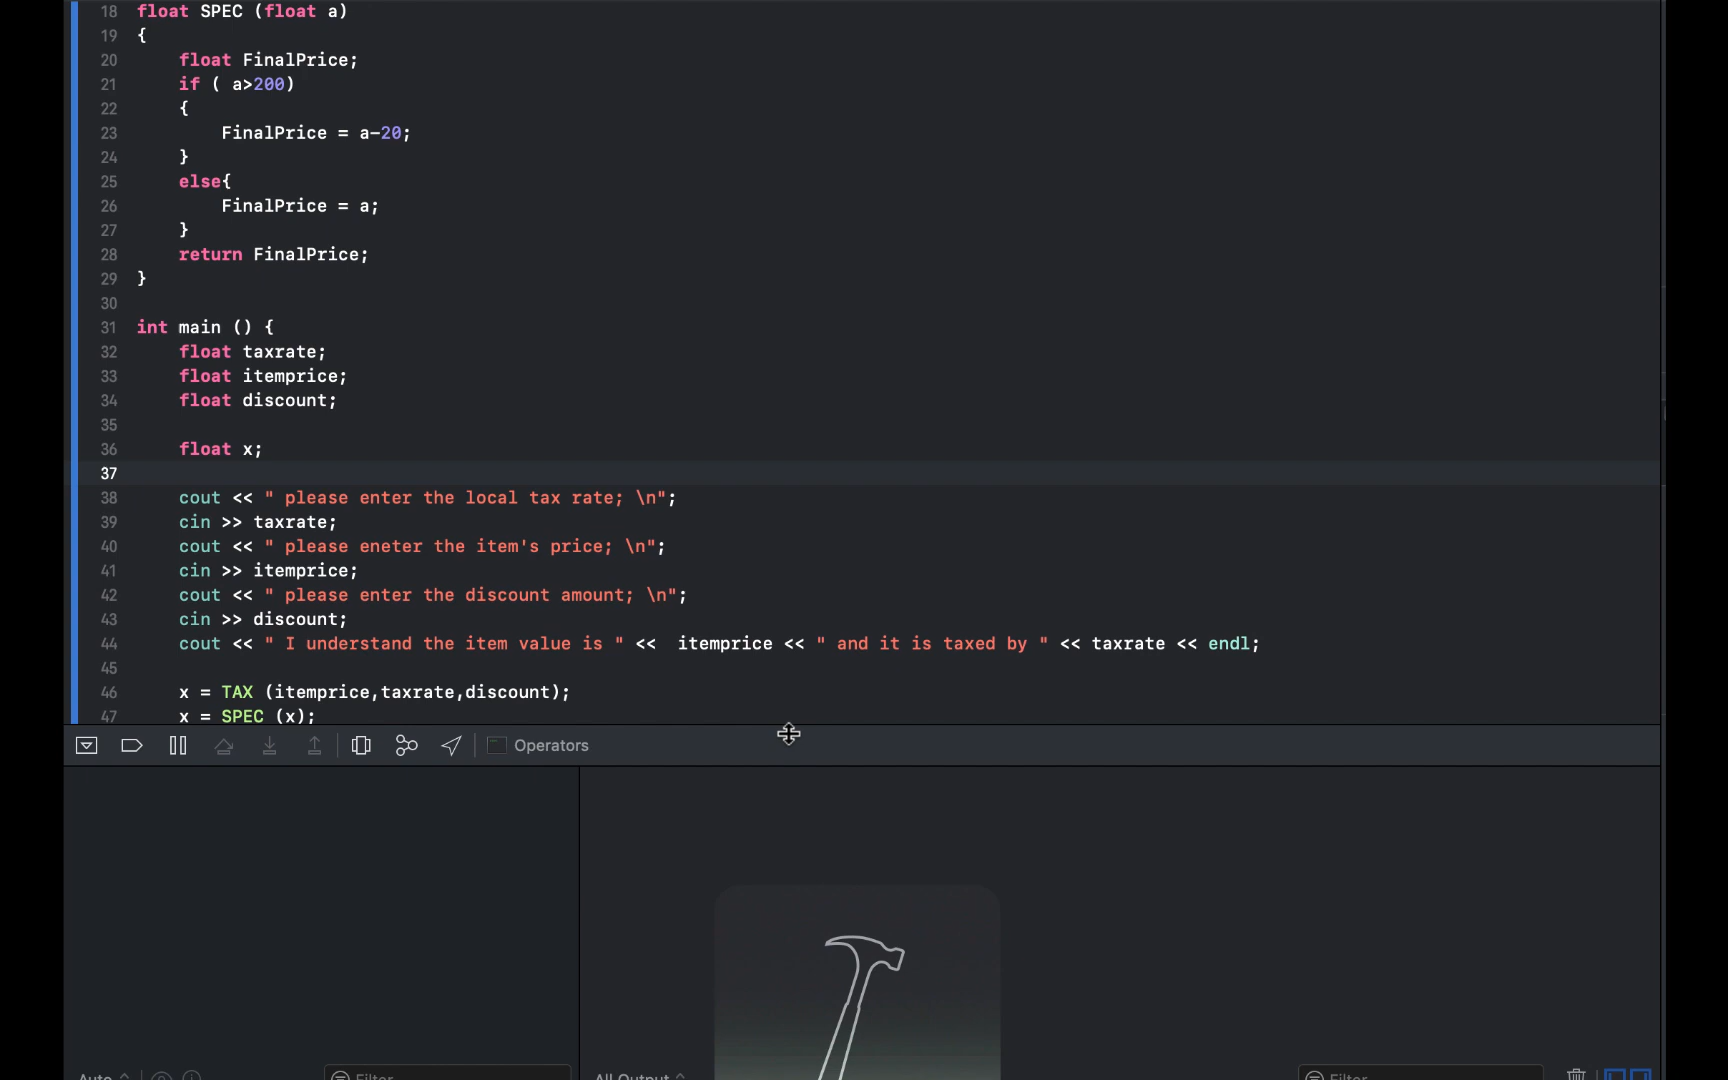 18 float SPEC (float a)
19 {
20 float FinalPrice;
21 if ( a>200)
22 {
23 FinalPrice = a-20;
24 }
25 else{
26 FinalPrice = a;
27 }
28 return FinalPrice;
29 }
30
31 int main () {
32 float taxrate;
33 float itemprice;
34 float discount;
35
36 float x;
37
38 cout << " please enter the local tax rate; \n";
39 cin >> taxrate;
40 cout << " please eneter the item's price; \n";
41 cin >> itemprice;
42 cout << " please enter the discount amount; \n";
43 cin >> discount;
44 cout << " I understand the item value is " <<  itemprice << " and it is taxed by " << taxrate << endl;
45
46 x = TAX (itemprice,taxrate,discount);
47 x = SPEC (x);
Operators
Auto Filter All Output Filter